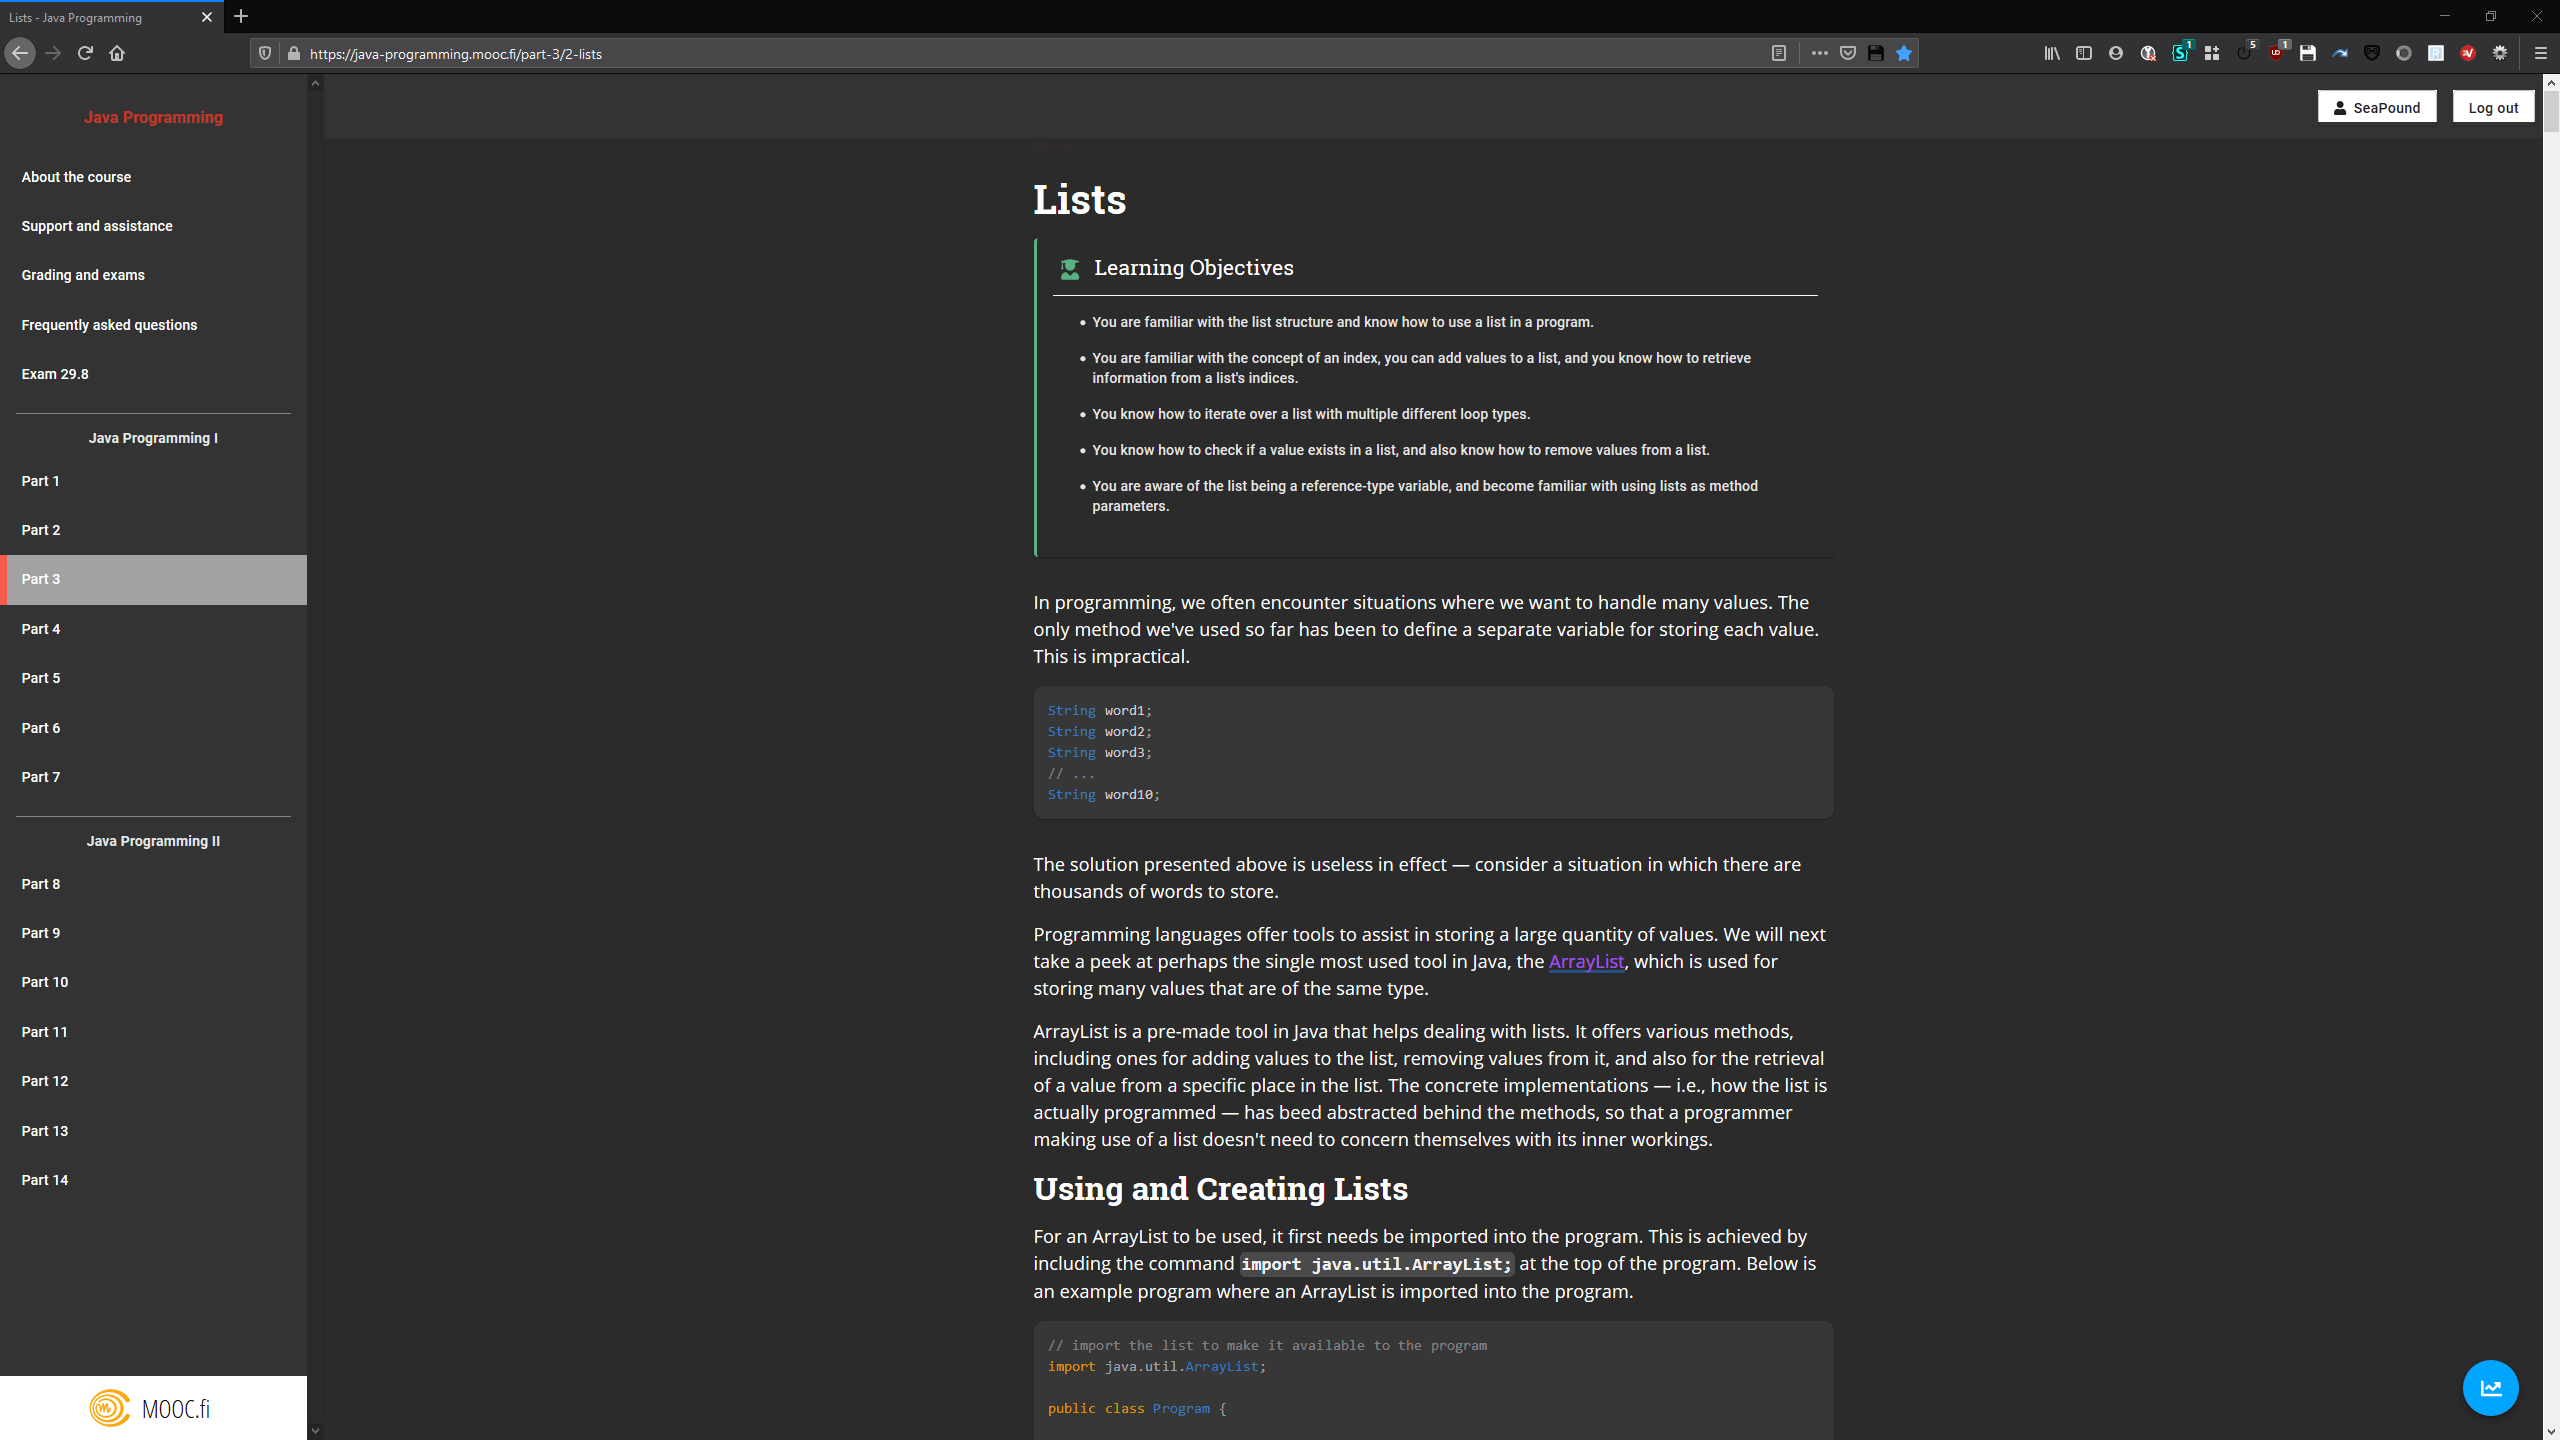 Lists - Java Programming
https://java-programming.mooc.fi/part-3/2-lists
1
5
1
Java Programming
About the course
Support and assistance
Grading and exams
Frequently asked questions
Exam 29.8
Java Programming I
Part 1
Part 2
Part 3
Part 4
Part 5
Part 6
Part 7
Java Programming II
Part 8
Part 9
Part 10
Part 11
Part 12
Part 13
Part 14
MOOC.fi
SeaPound
Log out
Lists
Learning Objectives
• You are familiar with the list structure and know how to use a list in a program.
• You are familiar with the concept of an index, you can add values to a list, and you know how to retrieve
information from a list's indices.
• You know how to iterate over a list with multiple different loop types.
• You know how to check if a value exists in a list, and also know how to remove values from a list.
• You are aware of the list being a reference-type variable, and become familiar with using lists as method
parameters.
In programming, we often encounter situations where we want to handle many values. The
only method we've used so far has been to define a separate variable for storing each value.
This is impractical.
String word1;
String word2;
String word3;
// ...
String word10;
The solution presented above is useless in effect — consider a situation in which there are
thousands of words to store.
Programming languages offer tools to assist in storing a large quantity of values. We will next
take a peek at perhaps the single most used tool in Java, the ArrayList, which is used for
storing many values that are of the same type.
ArrayList is a pre-made tool in Java that helps dealing with lists. It offers various methods,
including ones for adding values to the list, removing values from it, and also for the retrieval
of a value from a specific place in the list. The concrete implementations — i.e., how the list is
actually programmed — has beed abstracted behind the methods, so that a programmer
making use of a list doesn't need to concern themselves with its inner workings.
Using and Creating Lists
For an ArrayList to be used, it first needs be imported into the program. This is achieved by
including the command import java.util.ArrayList; at the top of the program. Below is
an example program where an ArrayList is imported into the program.
// import the list to make it available to the program
import java.util.ArrayList;
public class Program {